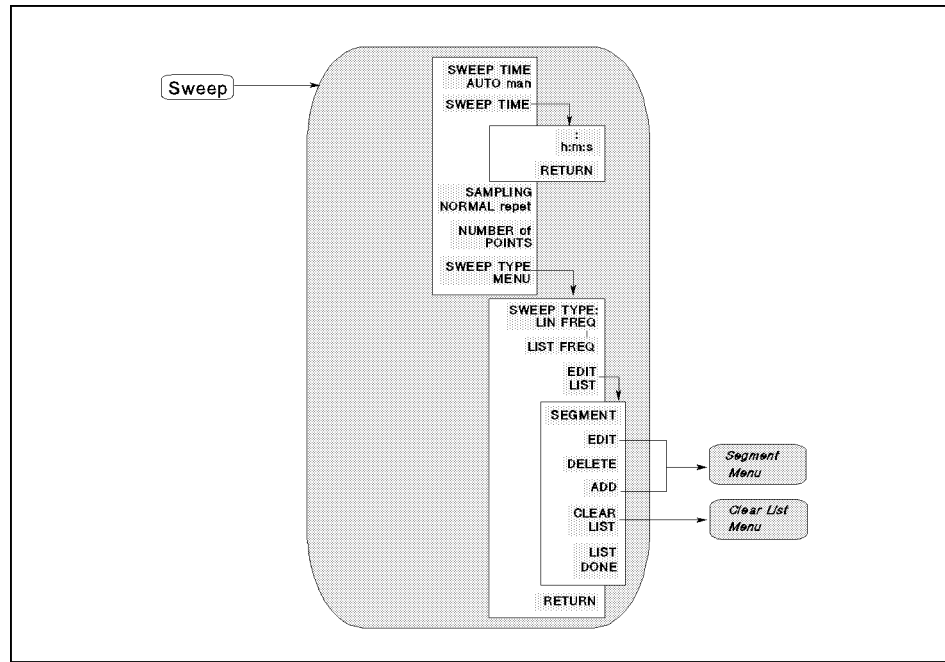 Sweep
SWEEP TIME
AUTO man
SWEEP TIME
:
h:m:s
RETURN
SAMPLING
NORMAL repet
NUMBER of
POINTS
SWEEP TYPE
MENU
SWEEP TYPE:
LIN FREQ
LIST FREQ
EDIT
LIST
SEGMENT
EDIT
DELETE
ADD
CLEAR
LIST
LIST
DONE
RETURN
Segment
Menu
Clear List
Menu